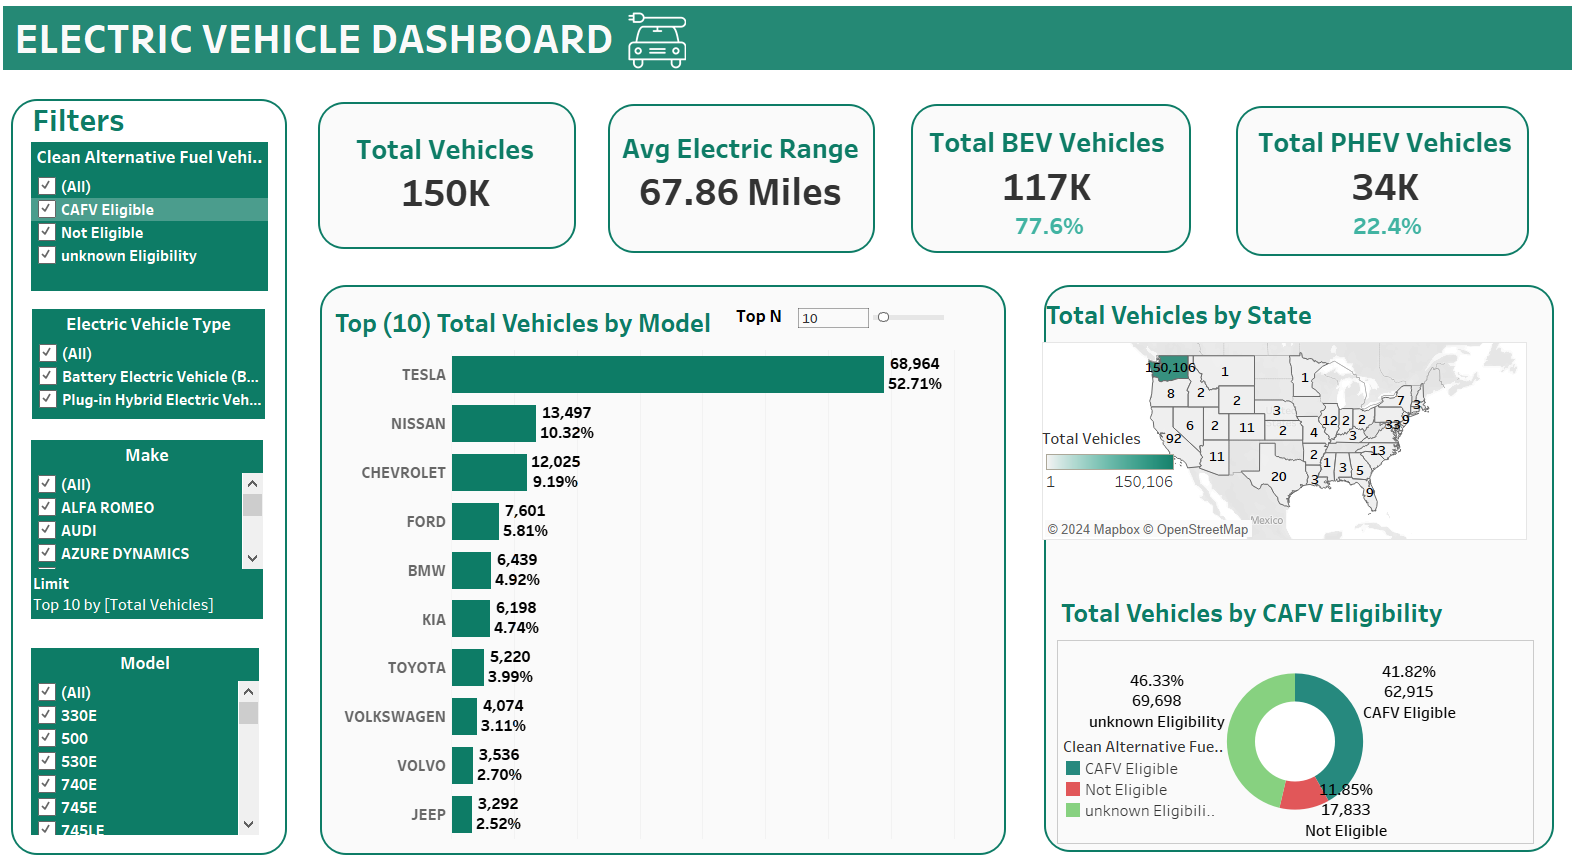 ELECTRIC VEHICLE DASHBOARD
Filters
Clean Alternative Fuel Vehi..
(All)
CAFV Eligible
Not Eligible
unknown Eligibility
Electric Vehicle Type
(All)
Battery Electric Vehicle (B...
Plug-in Hybrid Electric Veh...
Make
(All)
ALFA ROMEO
AUDI
AZURE DYNAMICS
Limit
Top 10 by [Total Vehicles]
Model
(All)
330E
500
530E
740E
745E
745LE
Total Vehicles
150K
Avg Electric Range
67.86 Miles
Total BEV Vehicles
117K
77.6%
Total PHEV Vehicles
34K
22.4%
Top (10) Total Vehicles by Model
Top N
10
TESLA
68,964
52.71%
NISSAN
13,497
10.32%
CHEVROLET
12,025
9.19%
FORD
7,601
5.81%
BMW
6,439
4.92%
KIA
6,198
4.74%
TOYOTA
5,220
3.99%
VOLKSWAGEN
4,074
3.11%
VOLVO
3,536
2.70%
JEEP
3,292
2.52%
Total Vehicles by State
150,106 1 1
8 2 2 3 7 3
6 2 11 2 12 2 2 33 9
92 4 3
11 2 13
20 3 1 3 5
9
Total Vehicles
1 150,106
Mexico
© 2024 Mapbox © OpenStreetMap
Total Vehicles by CAFV Eligibility
46.33%
69,698
unknown Eligibility
41.82%
62,915
CAFV Eligible
Clean Alternative Fue..
CAFV Eligible
Not Eligible
unknown Eligibili..
11.85%
17,833
Not Eligible